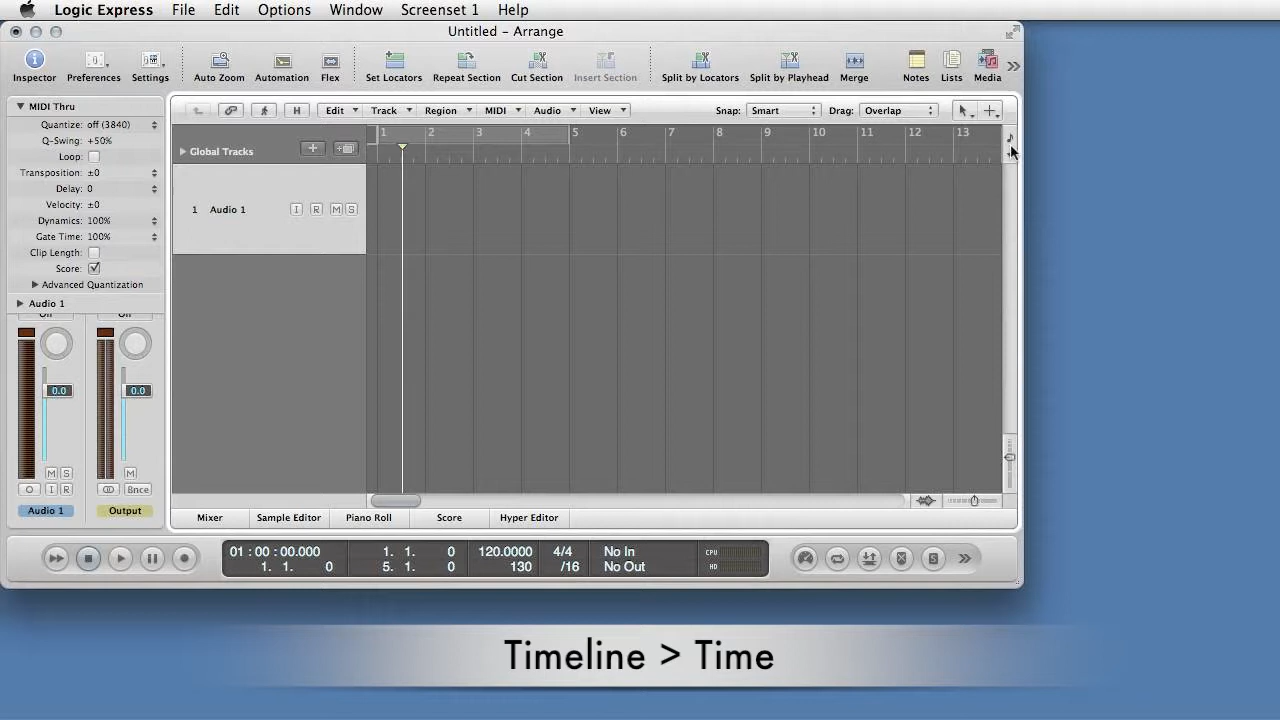 Logic Express File Edit Options Window Screenset 1 Help
Untitled – Arrange
Inspector Preferences Settings Auto Zoom Automation Flex Set Locators Repeat Section Cut Section Insert Section Split by Locators Split by Playhead Merge Notes Lists Media
MIDI Thru
H Edit Track Region MIDI Audio View Snap: Smart Drag: Overlap
Quantize: off (3840)
Q-Swing: +50%
Loop:
Transposition: ±0
Delay: 0
Velocity: ±0
Dynamics: 100%
Gate Time: 100%
Clip Length:
Score:
Advanced Quantization
Audio 1
1 2 3 4 5 6 7 8 9 10 11 12 13
Global Tracks
1 Audio 1 I R M S
Off Off
0.0 0.0
M S M
I R Bnce
Audio 1 Output
Mixer Sample Editor Piano Roll Score Hyper Editor
01 : 00 : 00.000 1. 1. 0 120.0000 4/4 No In CPU
1. 1. 0 5. 1. 0 130 /16 No Out HD
S
Timeline > Time